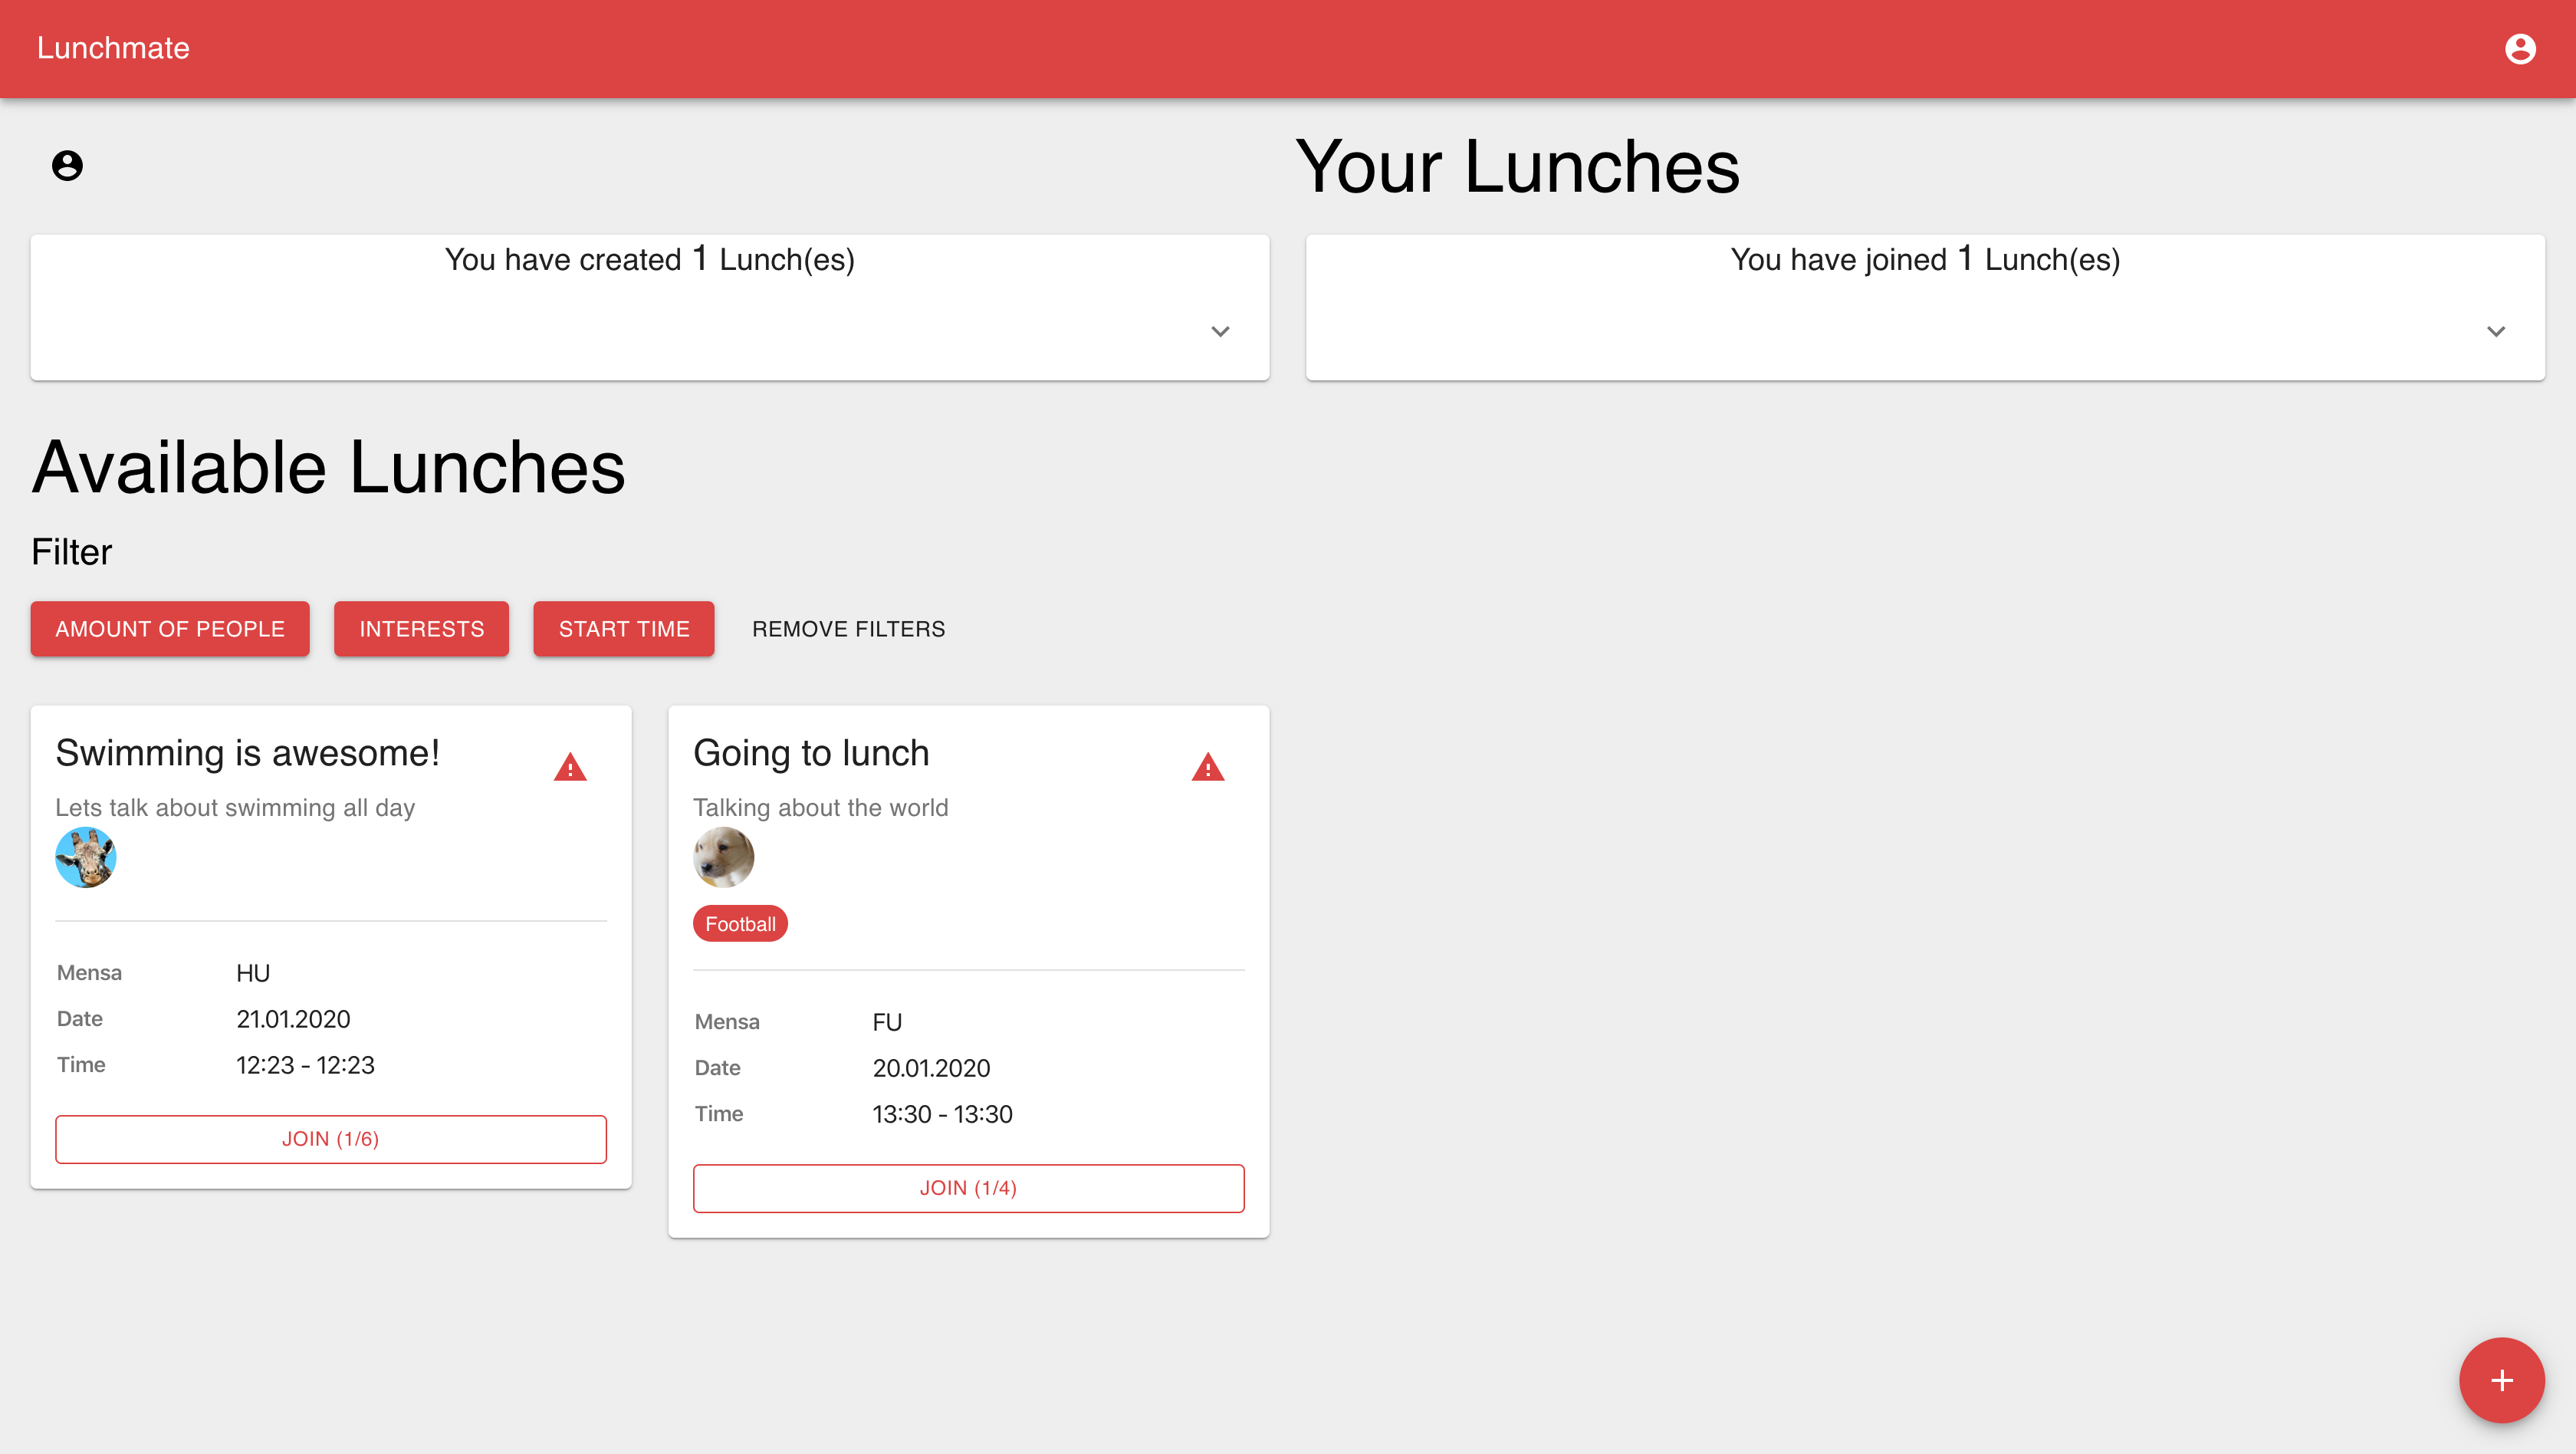 Lunchmate
Your Lunches
You have created 1 Lunch(es)
You have joined 1 Lunch(es)
Available Lunches
Filter
AMOUNT OF PEOPLE
INTERESTS
START TIME
REMOVE FILTERS
Swimming is awesome!
Lets talk about swimming all day
Mensa HU
Date 21.01.2020
Time 12:23 - 12:23
JOIN (1/6)
Going to lunch
Talking about the world
Football
Mensa FU
Date 20.01.2020
Time 13:30 - 13:30
JOIN (1/4)